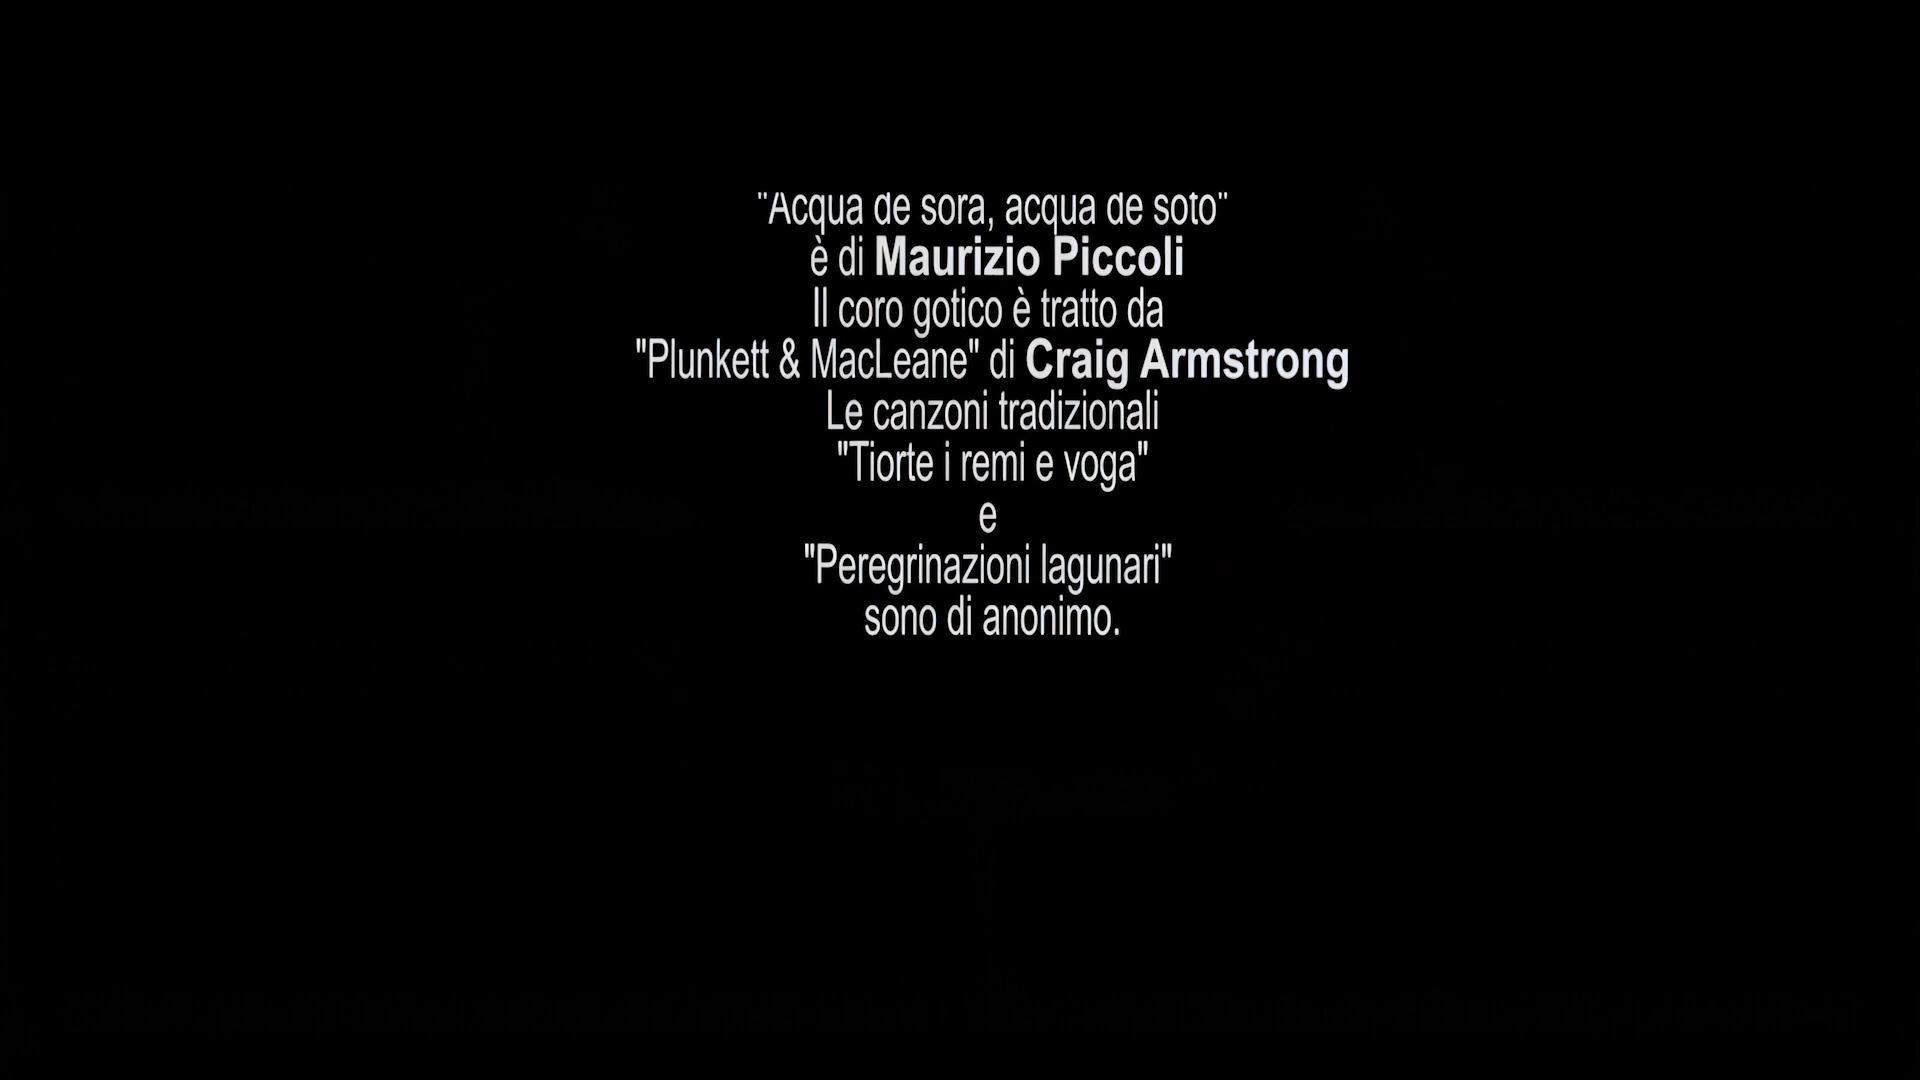 "Acqua de sora, acqua de soto"
è di Maurizio Piccoli
Il coro gotico è tratto da
"Plunkett & MacLeane" di Craig Armstrong
Le canzoni tradizionali
"Tiorte i remi e voga"
e
"Peregrinazioni lagunari"
sono di anonimo.